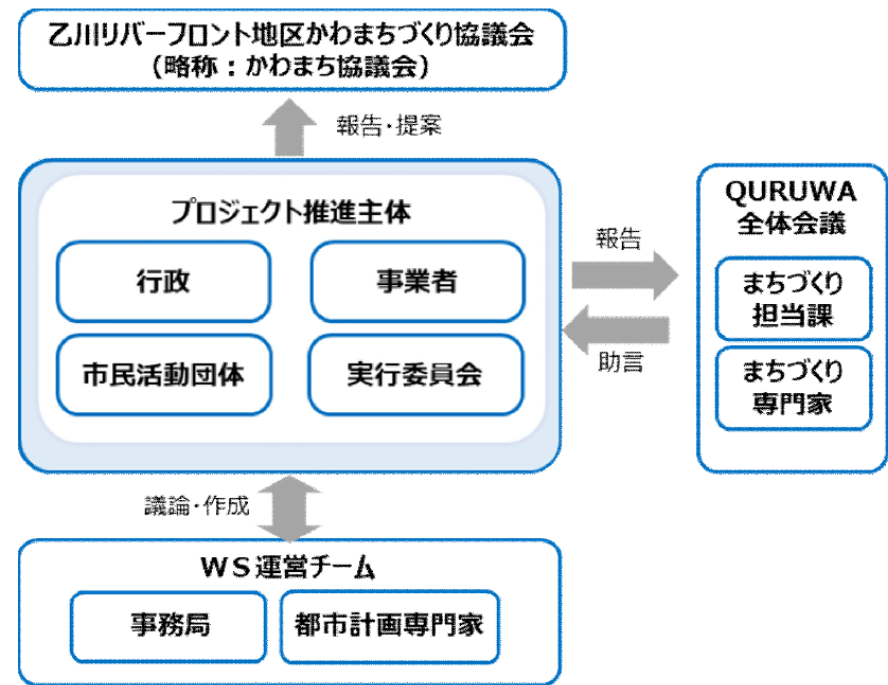 乙川リバーフロント地区かわまちづくり協議会
（略称：かわまち協議会）
報告・提案
プロジェクト推進主体
行政
事業者
市民活動団体
実行委員会
報告
助言
QURUWA
全体会議
まちづくり
担当課
まちづくり
専門家
議論・作成
ＷＳ運営チーム
事務局
都市計画専門家